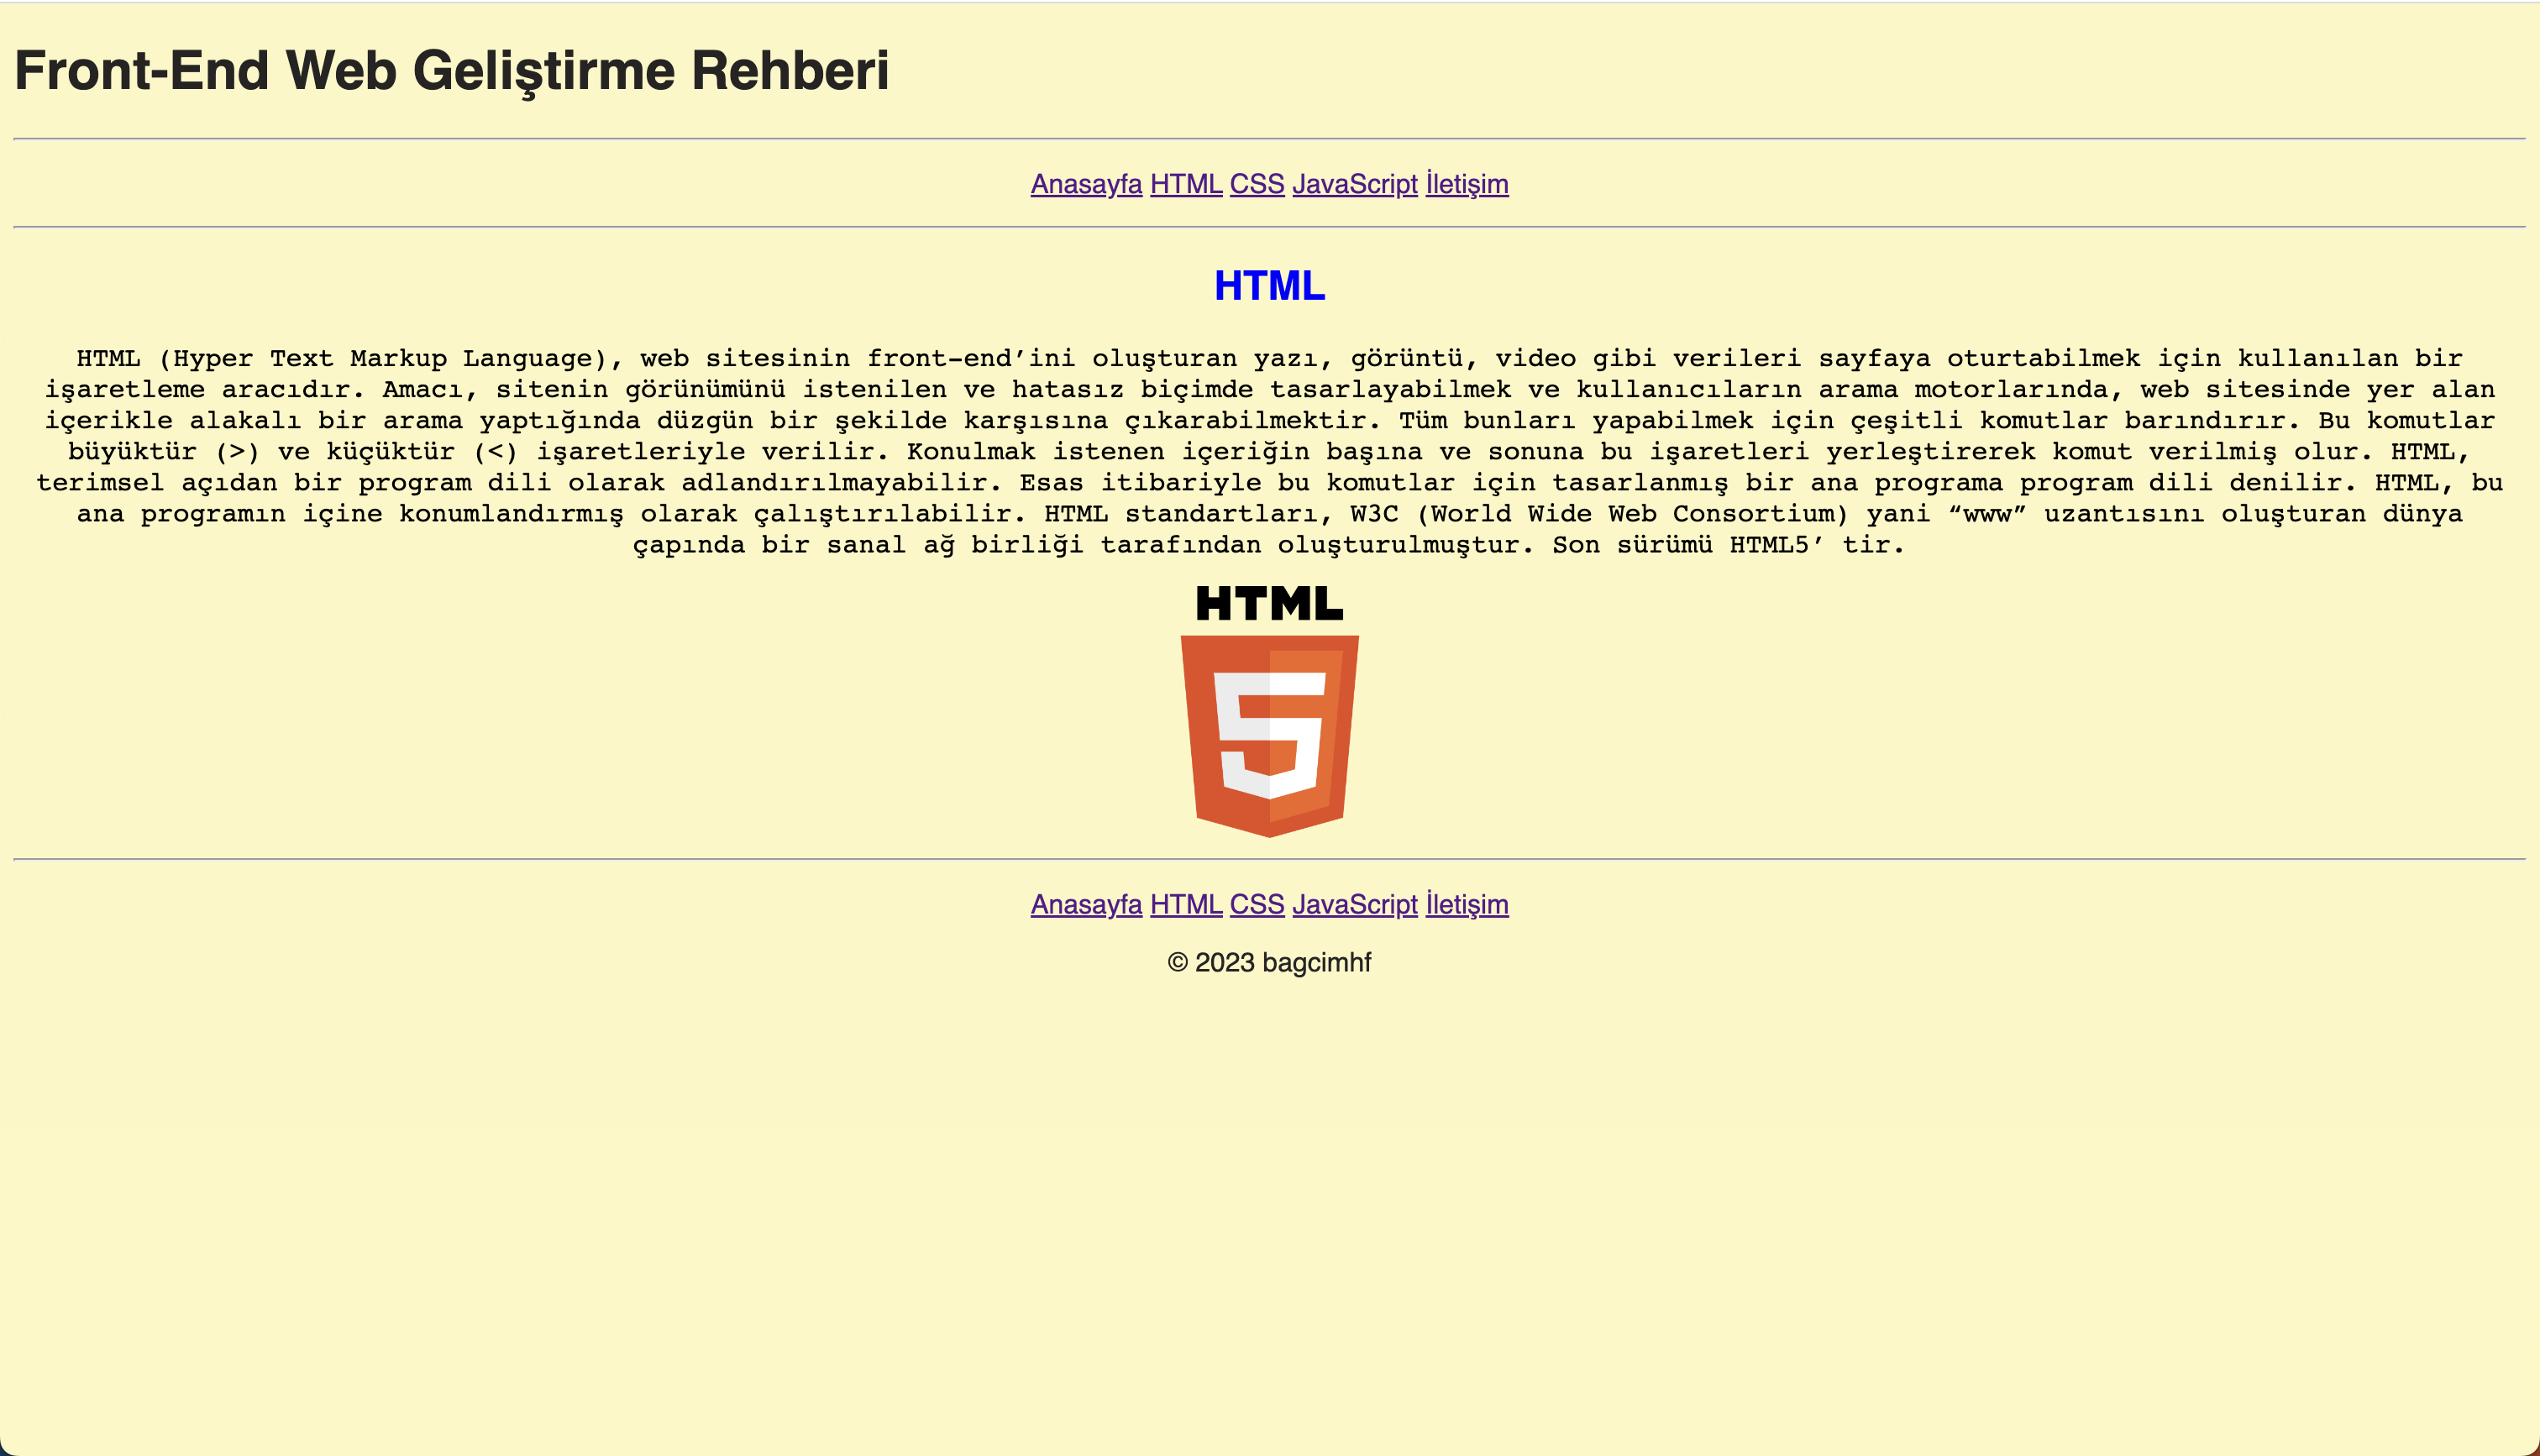 Front-End Web Geliştirme Rehberi
Anasayfa HTML CSS JavaScript İletişim
HTML
HTML (Hyper Text Markup Language), web sitesinin front-end’ini oluşturan yazı, görüntü, video gibi verileri sayfaya oturtabilmek için kullanılan bir
işaretleme aracıdır. Amacı, sitenin görünümünü istenilen ve hatasız biçimde tasarlayabilmek ve kullanıcıların arama motorlarında, web sitesinde yer alan
içerikle alakalı bir arama yaptığında düzgün bir şekilde karşısına çıkarabilmektir. Tüm bunları yapabilmek için çeşitli komutlar barındırır. Bu komutlar
büyüktür (>) ve küçüktür (<) işaretleriyle verilir. Konulmak istenen içeriğin başına ve sonuna bu işaretleri yerleştirerek komut verilmiş olur. HTML,
terimsel açıdan bir program dili olarak adlandırılmayabilir. Esas itibariyle bu komutlar için tasarlanmış bir ana programa program dili denilir. HTML, bu
ana programın içine konumlandırmış olarak çalıştırılabilir. HTML standartları, W3C (World Wide Web Consortium) yani “www” uzantısını oluşturan dünya
çapında bir sanal ağ birliği tarafından oluşturulmuştur. Son sürümü HTML5’ tir.
HTML
5
Anasayfa HTML CSS JavaScript İletişim
© 2023 bagcimhf